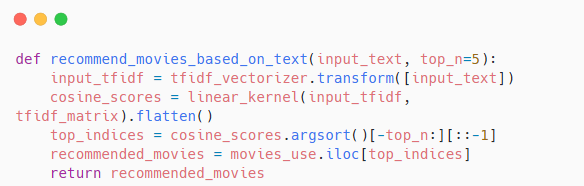 def recommend_movies_based_on_text(input_text, top_n=5):
    input_tfidf = tfidf_vectorizer.transform([input_text])
    cosine_scores = linear_kernel(input_tfidf,
tfidf_matrix).flatten()
    top_indices = cosine_scores.argsort()[-top_n:][::-1]
    recommended_movies = movies_use.iloc[top_indices]
    return recommended_movies